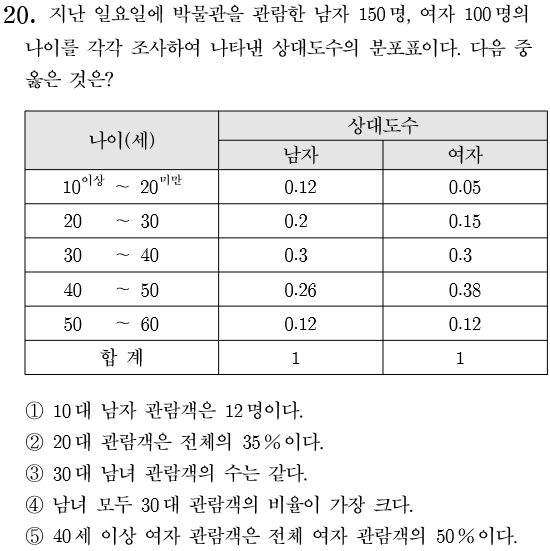 20. 지난 일요일에 박물관을 관람한 남자 150명, 여자 100명의
나이를 각각 조사하여 나타낸 상대도수의 분포표이다. 다음 중
옳은 것은?
나이(세) 상대도수
남자 여자
10이상 ~ 20미만 0.12 0.05
20 ~ 30 0.2 0.15
30 ~ 40 0.3 0.3
40 ~ 50 0.26 0.38
50 ~ 60 0.12 0.12
합 계 1 1
① 10대 남자 관람객은 12명이다.
② 20대 관람객은 전체의 35%이다.
③ 30대 남녀 관람객의 수는 같다.
④ 남녀 모두 30대 관람객의 비율이 가장 크다.
⑤ 40세 이상 여자 관람객은 전체 여자 관람객의 50%이다.